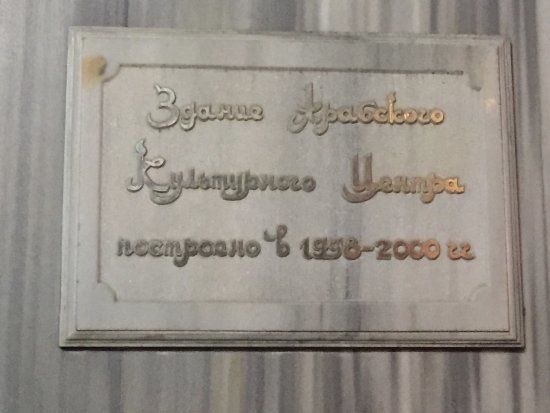 Здание Арабского
Культурного Центра
построено в 1998-2000 гг